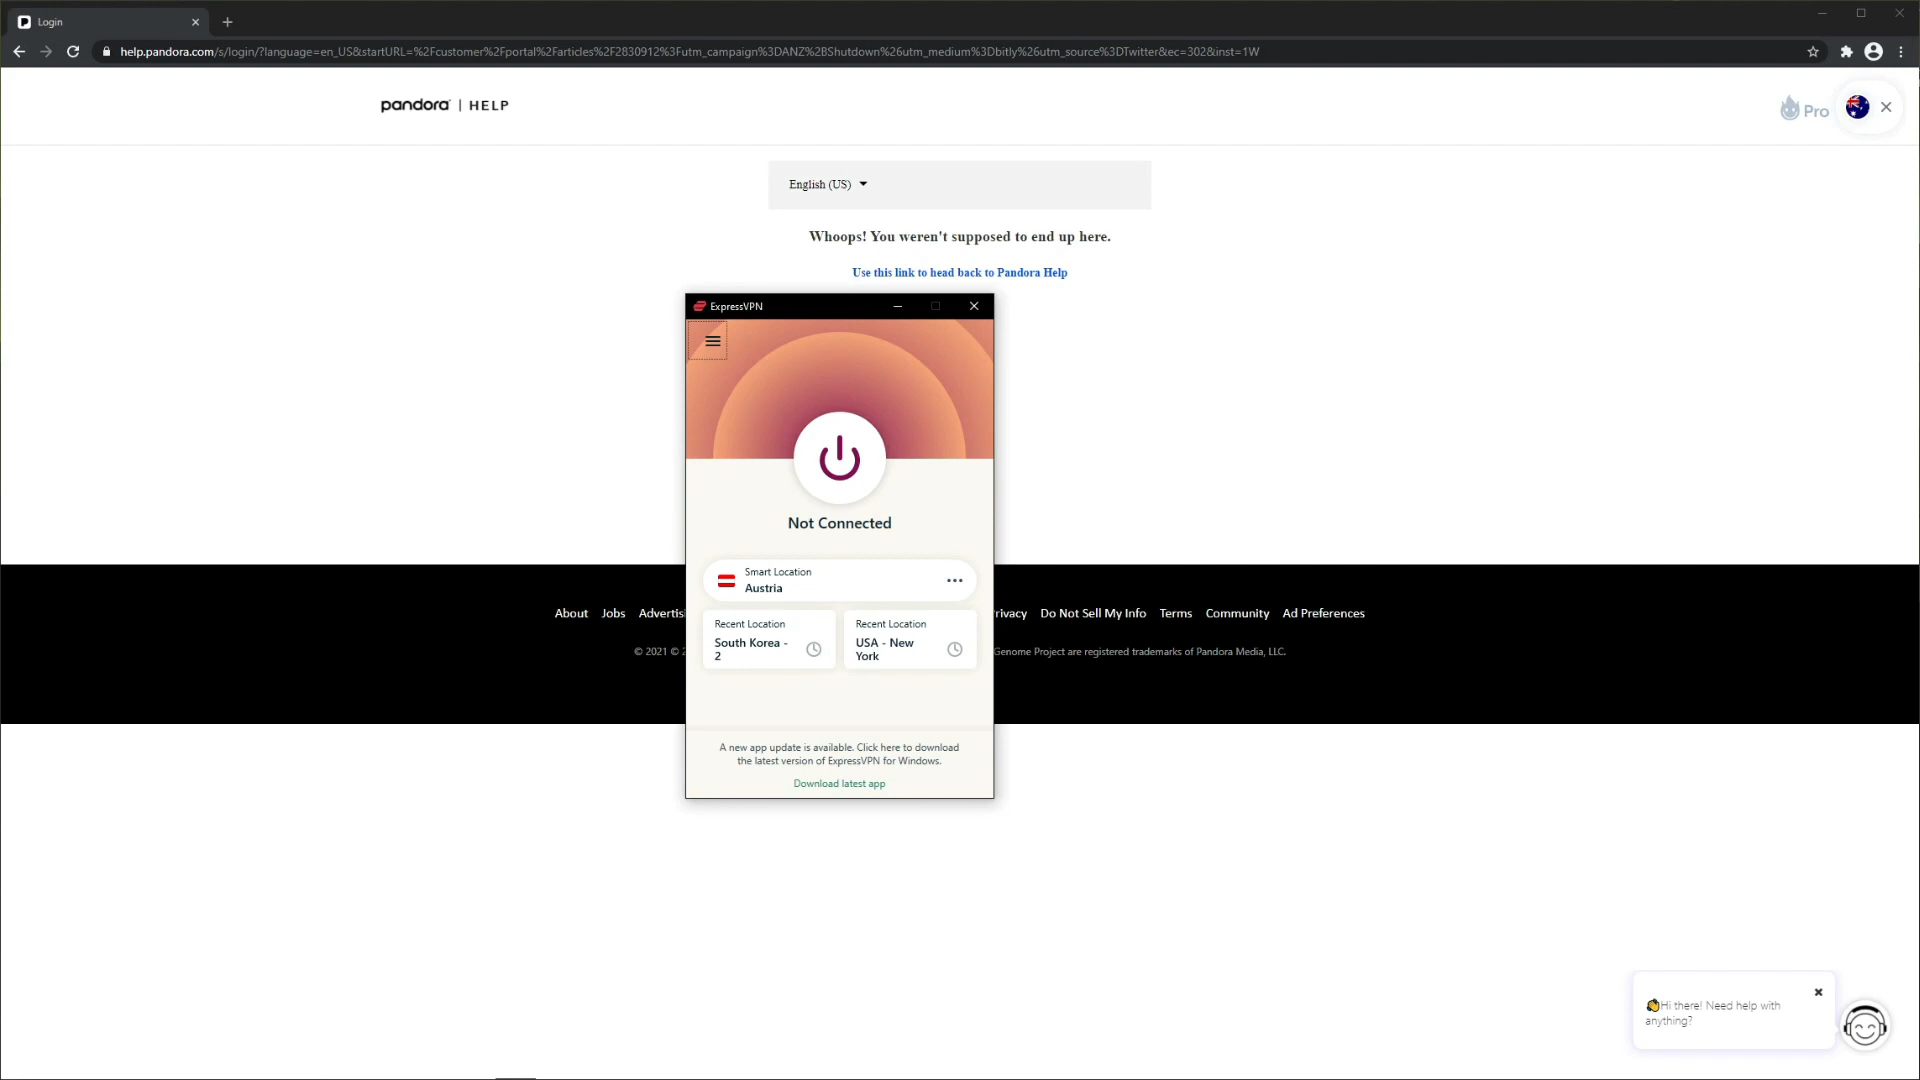 Login
help.pandora.com/s/login/?language=en_US&startURL=%2Fcustomer%2Fportal%2Farticles%2F2830912%3Futm_campaign%3DANZ%2BShutdown%26utm_medium%3Dbitly%26utm_source%3DTwitter&ec=302&inst=1W
pandora | HELP
Pro
English (US)
Whoops! You weren't supposed to end up here.
Use this link to head back to Pandora Help
ExpressVPN
Not Connected
Smart Location
Austria
Recent Location
South Korea -
2
Recent Location
USA - New
York
A new app update is available. Click here to download
the latest version of ExpressVPN for Windows.
Download latest app
About Jobs Advertis rivacy Do Not Sell My Info Terms Community Ad Preferences
© 2021 © 2 Genome Project are registered trademarks of Pandora Media, LLC.
Hi there! Need help with
anything?